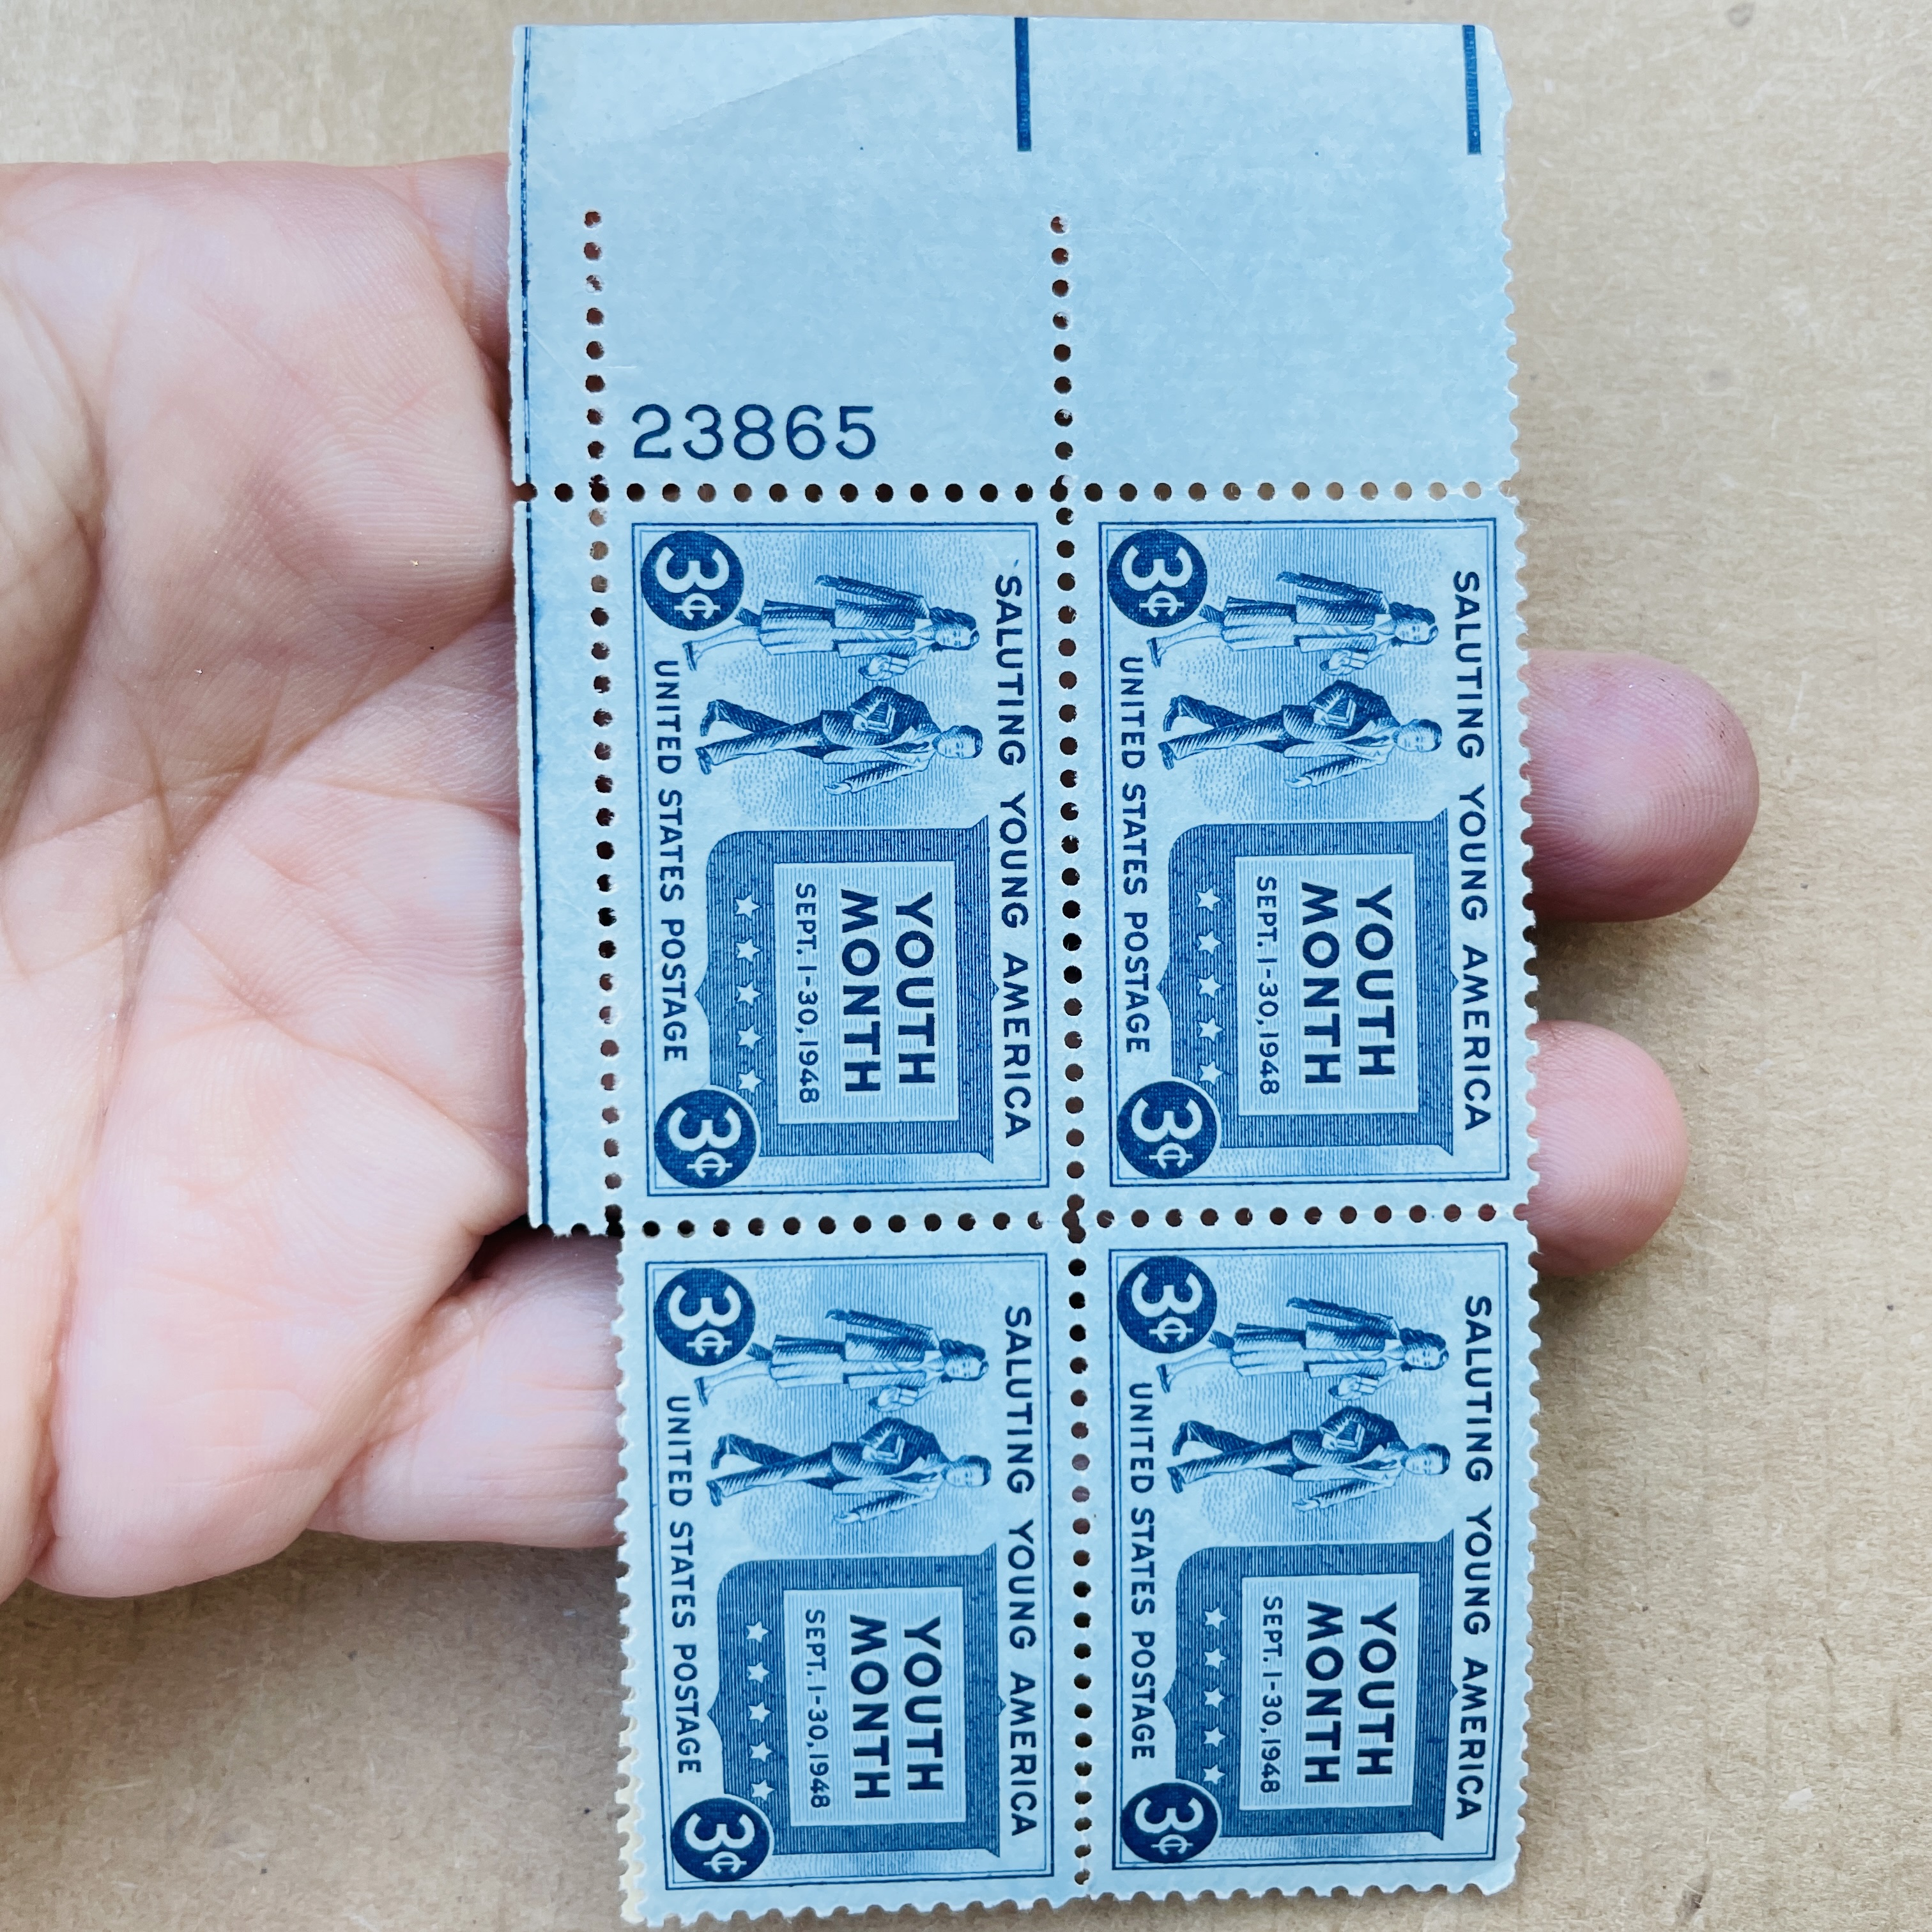 23865
SALUTING YOUNG AMERICA
YOUTH
MONTH
SEPT. 1-30, 1948
3¢ UNITED STATES POSTAGE 3¢
SALUTING YOUNG AMERICA
YOUTH
MONTH
SEPT. 1-30, 1948
3¢ UNITED STATES POSTAGE 3¢
SALUTING YOUNG AMERICA
YOUTH
MONTH
SEPT. 1-30, 1948
3¢ UNITED STATES POSTAGE 3¢
SALUTING YOUNG AMERICA
YOUTH
MONTH
SEPT. 1-30, 1948
3¢ UNITED STATES POSTAGE 3¢